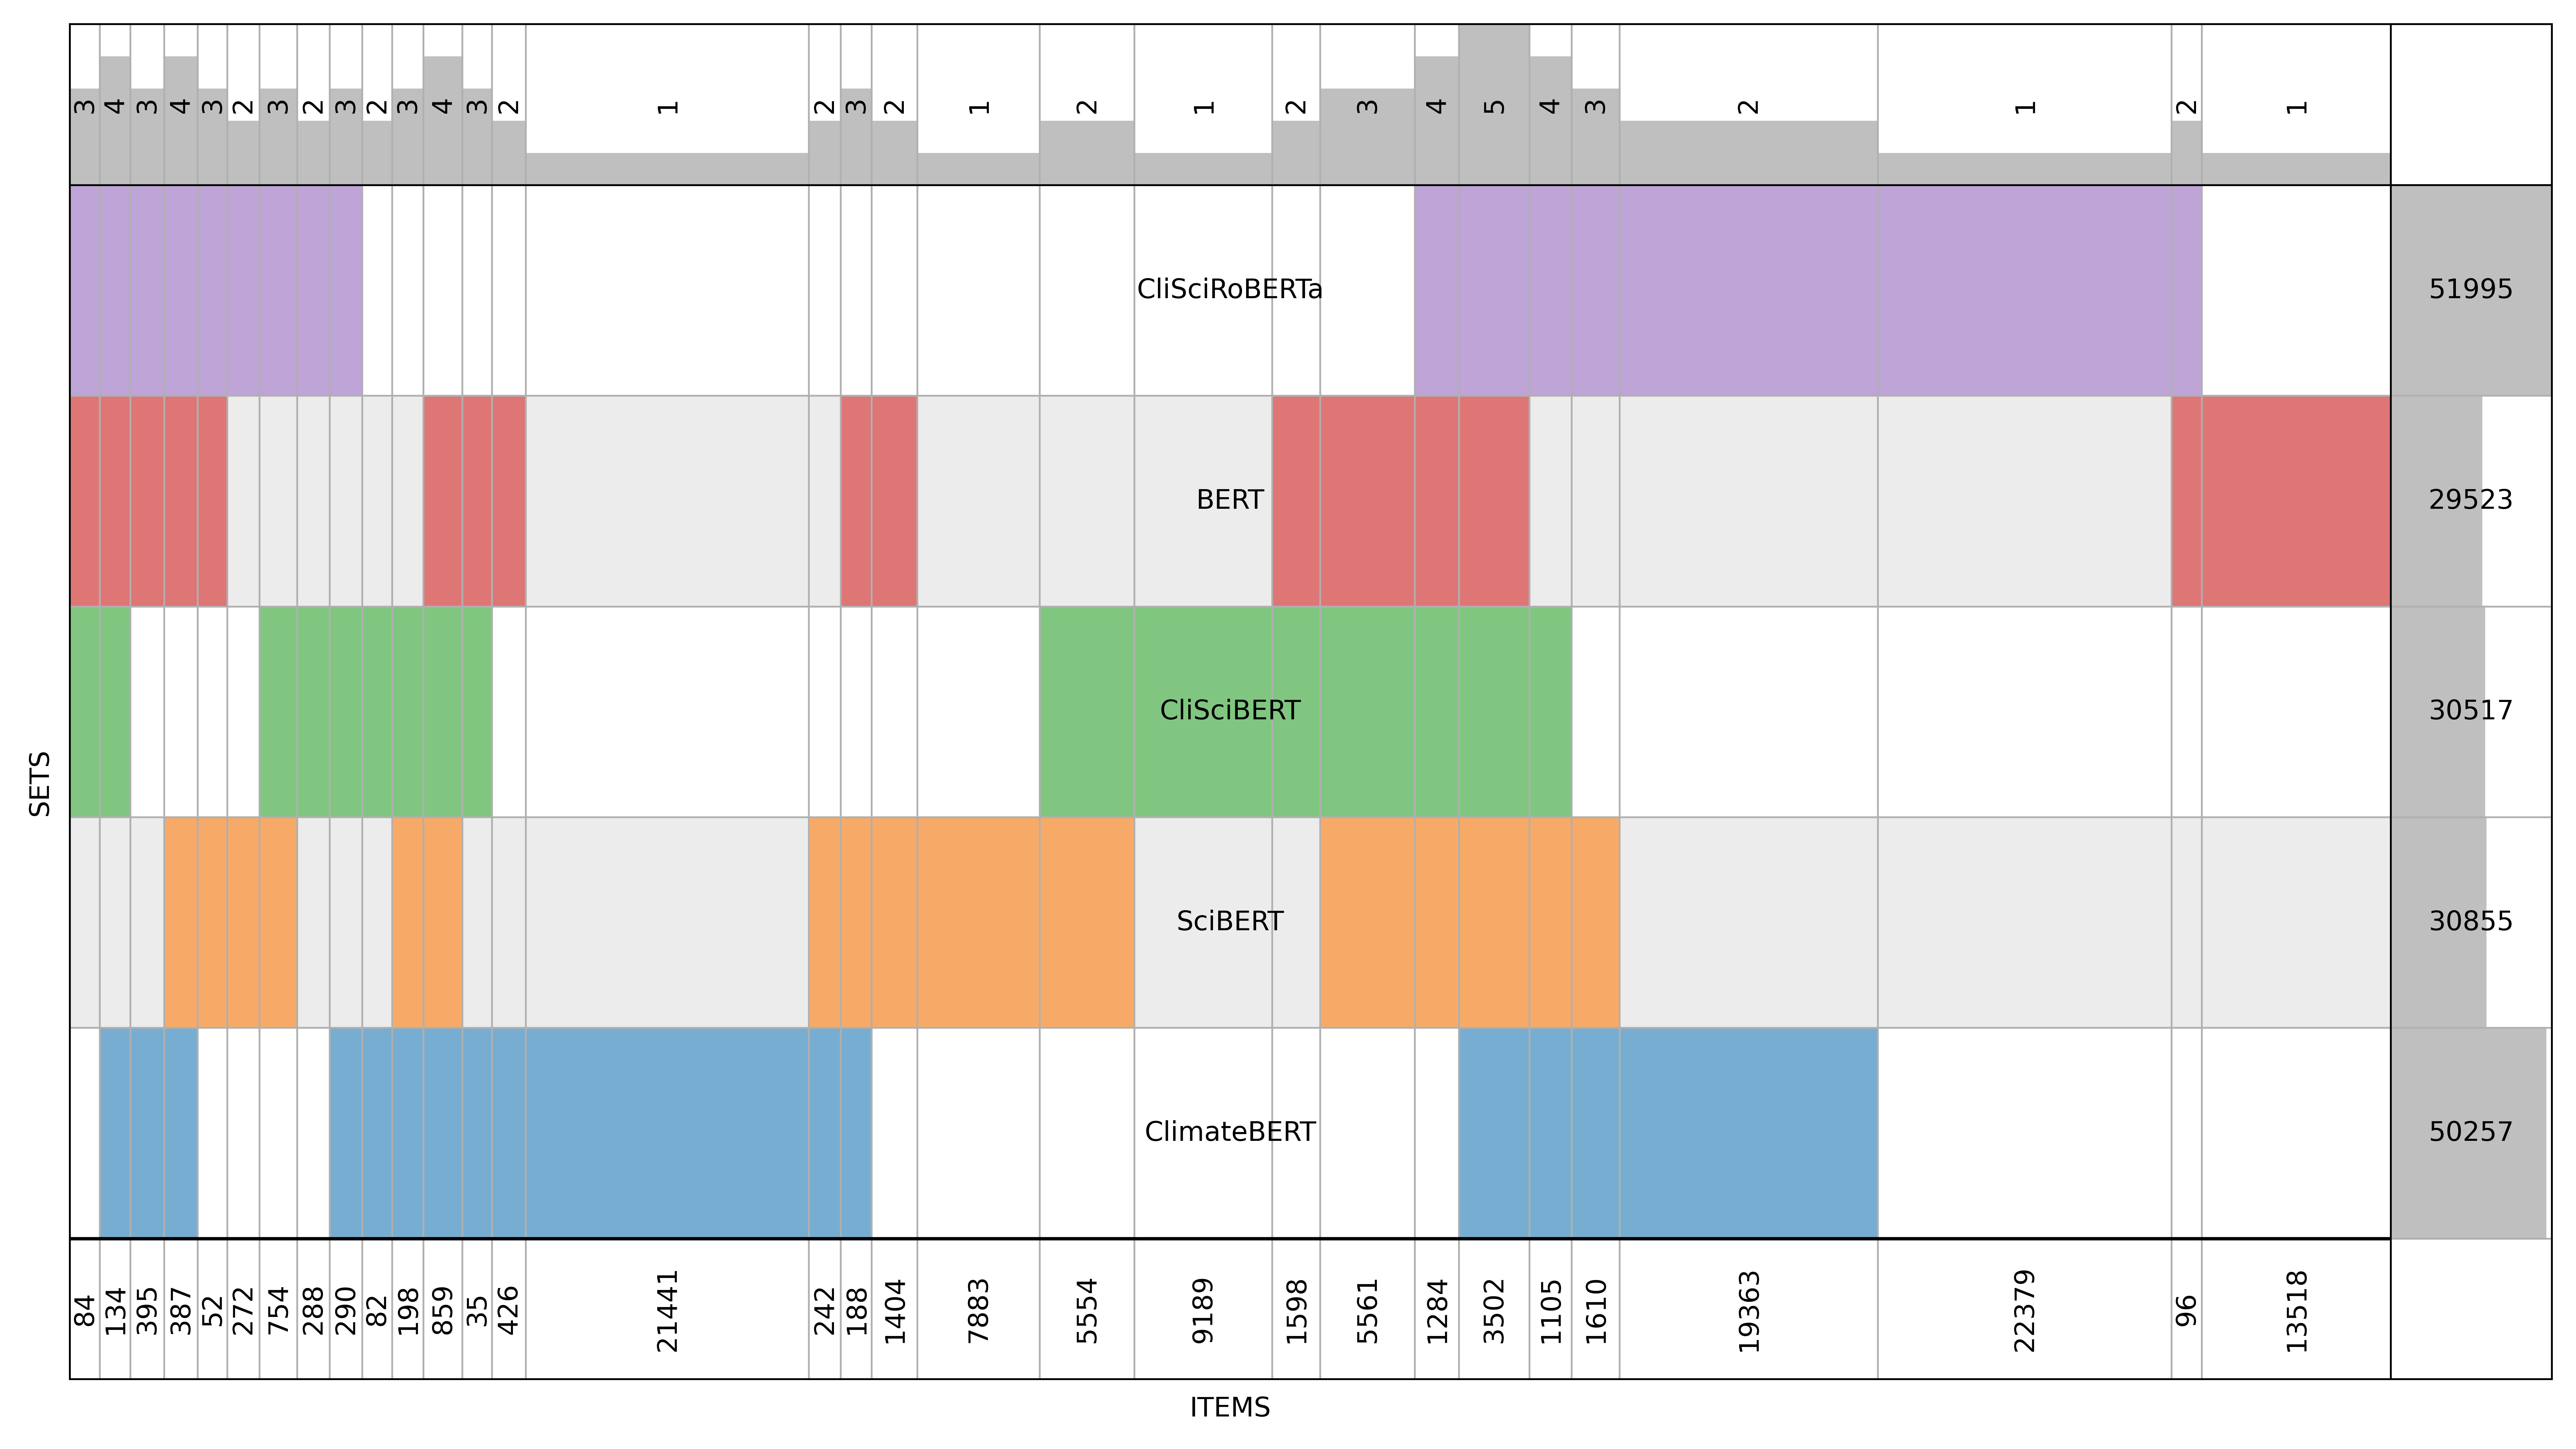 3 4 3 4 3 2 3 2 3 2 3 4 3 2 1 2 3 2 1 2 1 2 3 4 5 4 3 2 1 2 1
CliSciRoBERTa 51995
BERT 29523
CliSciBERT 30517
SciBERT 30855
ClimateBERT 50257
SETS
84 134 395 387 52 272 754 288 290 82 198 859 35 426 21441 242 188 1404 7883 5554 9189 1598 5561 1284 3502 1105 1610 19363 22379 96 13518
ITEMS